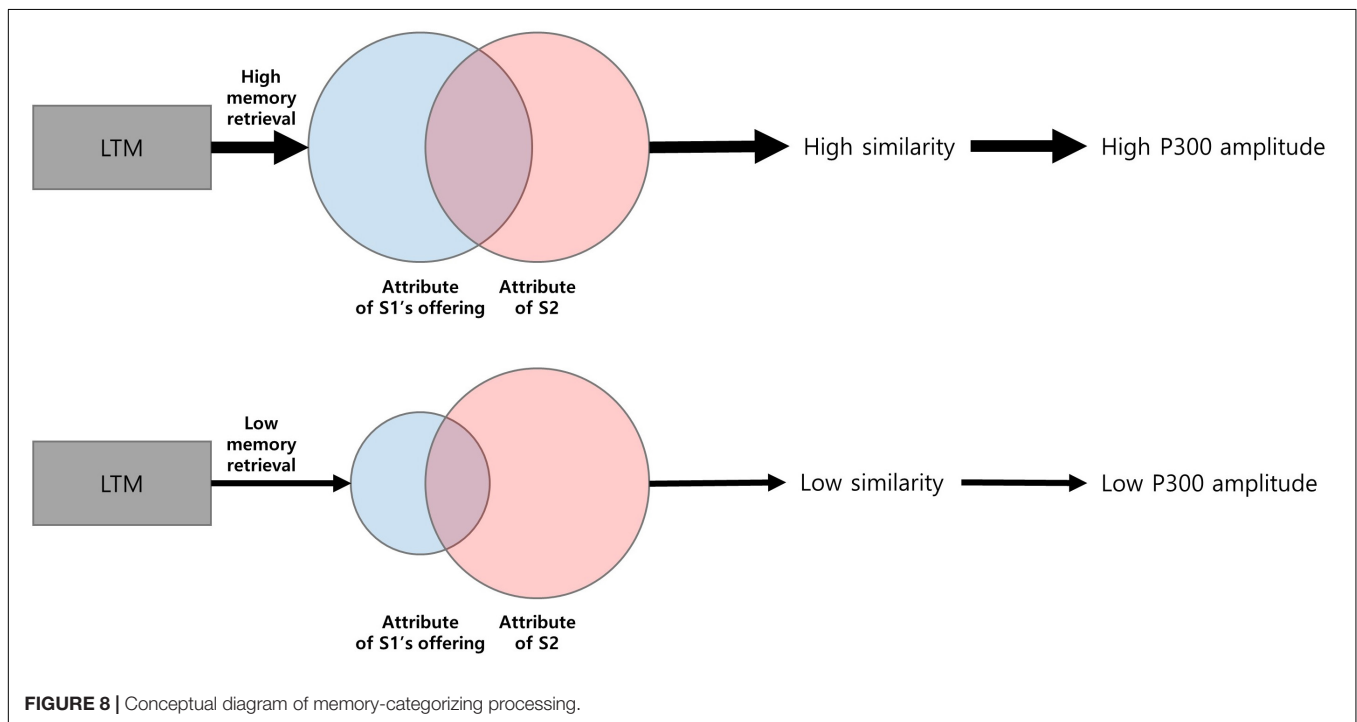 High
memory
retrieval
LTM
High similarity
High P300 amplitude
Attribute
of S1's offering
Attribute
of S2
Low
memory
retrieval
LTM
Low similarity
Low P300 amplitude
Attribute
of S1's offering
Attribute
of S2
FIGURE 8 | Conceptual diagram of memory-categorizing processing.